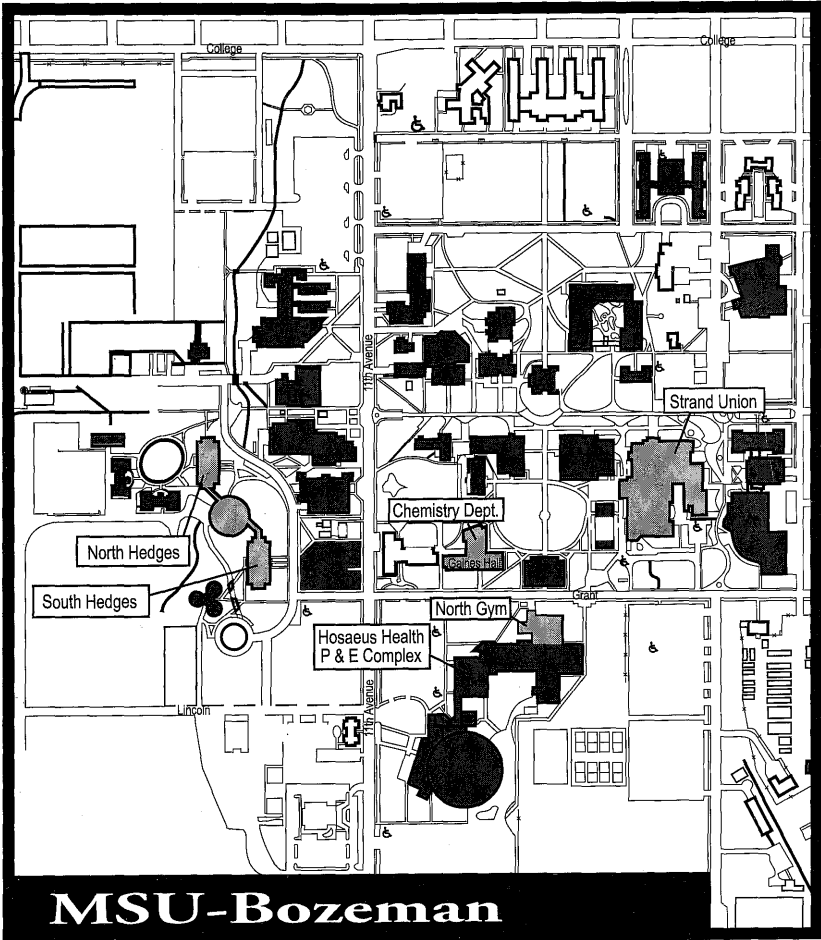 College
College
11th Avenue
Strand Union
Chemistry Dept.
North Hedges
Gaines Hall
South Hedges
Grant
North Gym
Hosaeus Health
P & E Complex
11th Avenue
Lincoln
MSU-Bozeman